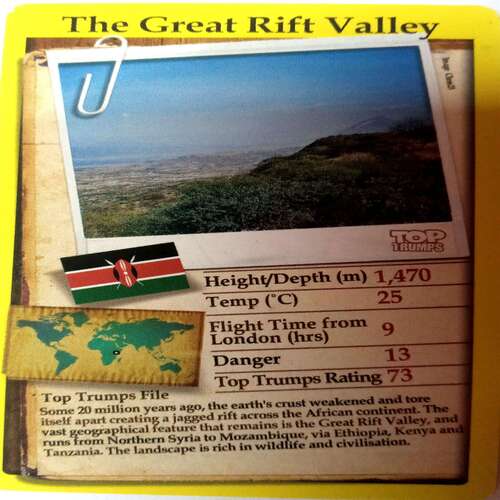 The Great Rift Valley
TOP
TRUMPS
Height/Depth (m) 1,470
Temp (°C) 25
Flight Time from
London (hrs) 9
Danger 13
Top Trumps Rating 73
Top Trumps File
Some 20 million years ago, the earth's crust weakened and tore
itself apart creating a jagged rift across the African continent. The
vast geographical feature that remains is the Great Rift Valley, and
runs from Northern Syria to Mozambique, via Ethiopia, Kenya and
Tanzania. The landscape is rich in wildlife and civilisation.